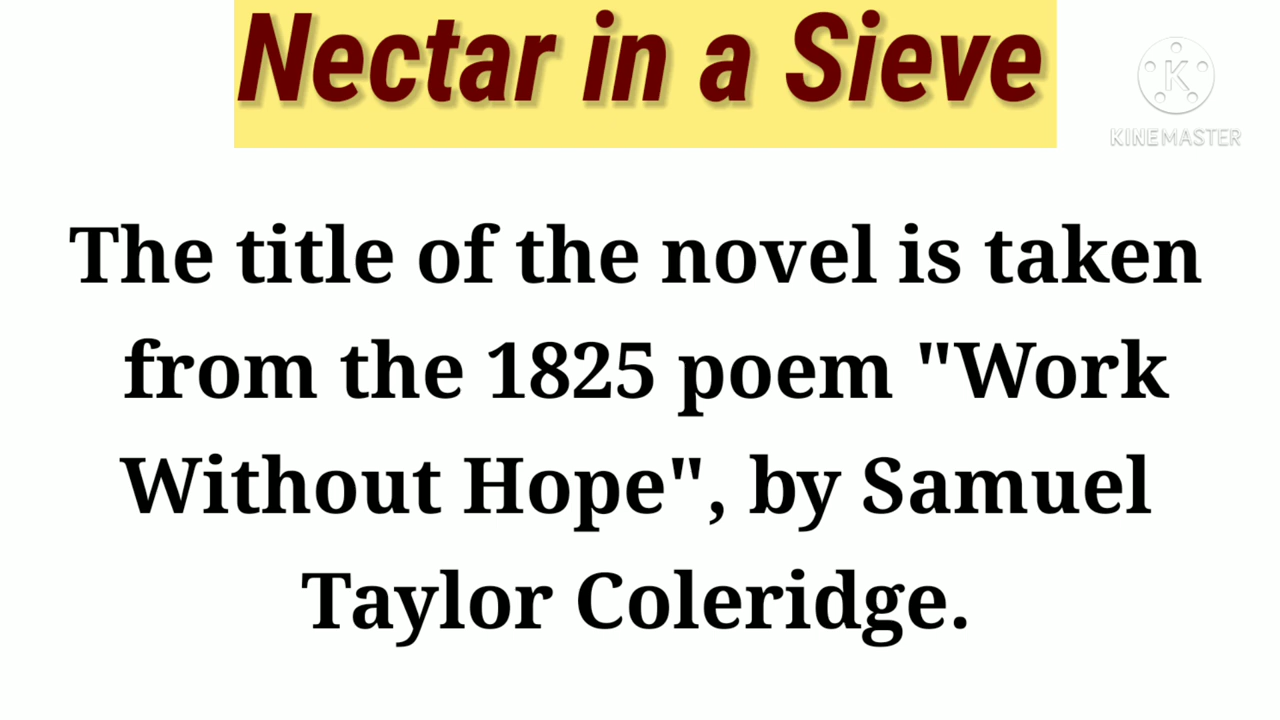 Nectar in a Sieve
K
KINEMASTER
The title of the novel is taken
from the 1825 poem "Work
Without Hope", by Samuel
Taylor Coleridge.